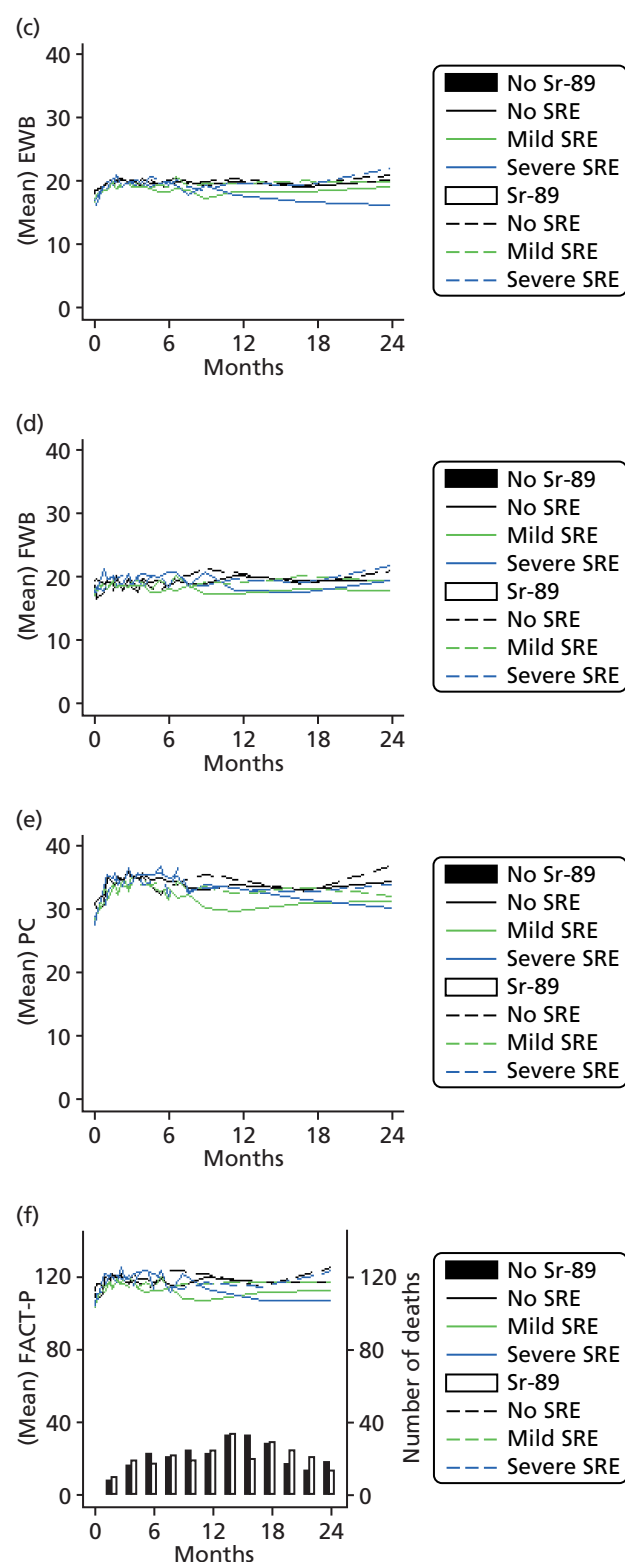 (c)
40
30
20
10
0
(Mean) EWB
0 6 12 18 24
Months
No Sr-89
No SRE
Mild SRE
Severe SRE
Sr-89
No SRE
Mild SRE
Severe SRE
(d)
40
30
20
10
0
(Mean) FWB
0 6 12 18 24
Months
No Sr-89
No SRE
Mild SRE
Severe SRE
Sr-89
No SRE
Mild SRE
Severe SRE
(e)
40
30
20
10
0
(Mean) PC
0 6 12 18 24
Months
No Sr-89
No SRE
Mild SRE
Severe SRE
Sr-89
No SRE
Mild SRE
Severe SRE
(f)
120
80
40
0
(Mean) FACT-P
120
80
40
0
Number of deaths
0 6 12 18 24
Months
No Sr-89
No SRE
Mild SRE
Severe SRE
Sr-89
No SRE
Mild SRE
Severe SRE